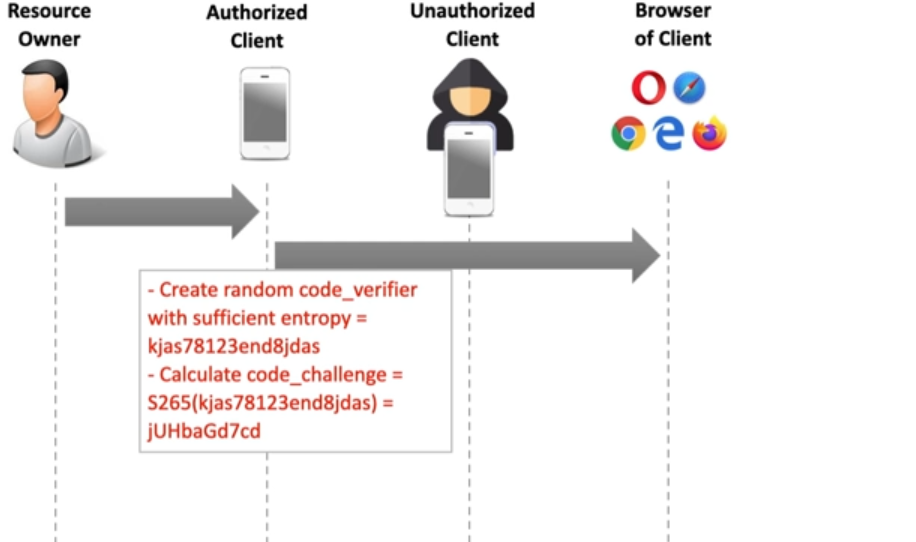 Resource
Owner
Authorized
Client
Unauthorized
Client
Browser
of Client
- Create random code_verifier
with sufficient entropy =
kjas78123end8jdas
- Calculate code_challenge =
S265(kjas78123end8jdas) =
jUHbaGd7cd